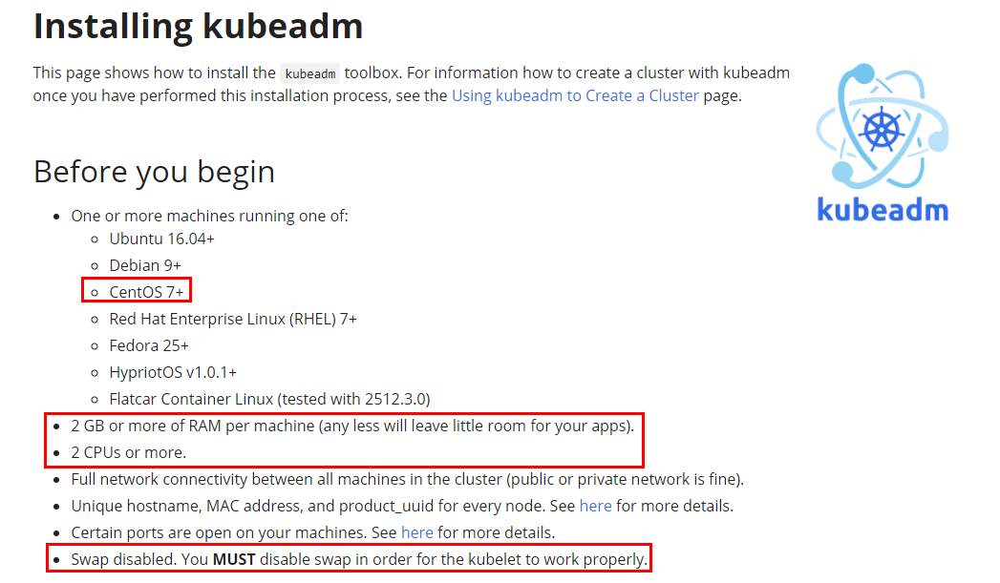 Installing kubeadm
This page shows how to install the kubeadm toolbox. For information how to create a cluster with kubeadm
once you have performed this installation process, see the Using kubeadm to Create a Cluster page.
kubeadm
Before you begin
• One or more machines running one of:
◦ Ubuntu 16.04+
◦ Debian 9+
◦ CentOS 7+
◦ Red Hat Enterprise Linux (RHEL) 7+
◦ Fedora 25+
◦ HypriotOS v1.0.1+
◦ Flatcar Container Linux (tested with 2512.3.0)
• 2 GB or more of RAM per machine (any less will leave little room for your apps).
• 2 CPUs or more.
• Full network connectivity between all machines in the cluster (public or private network is fine).
• Unique hostname, MAC address, and product_uuid for every node. See here for more details.
• Certain ports are open on your machines. See here for more details.
• Swap disabled. You MUST disable swap in order for the kubelet to work properly.